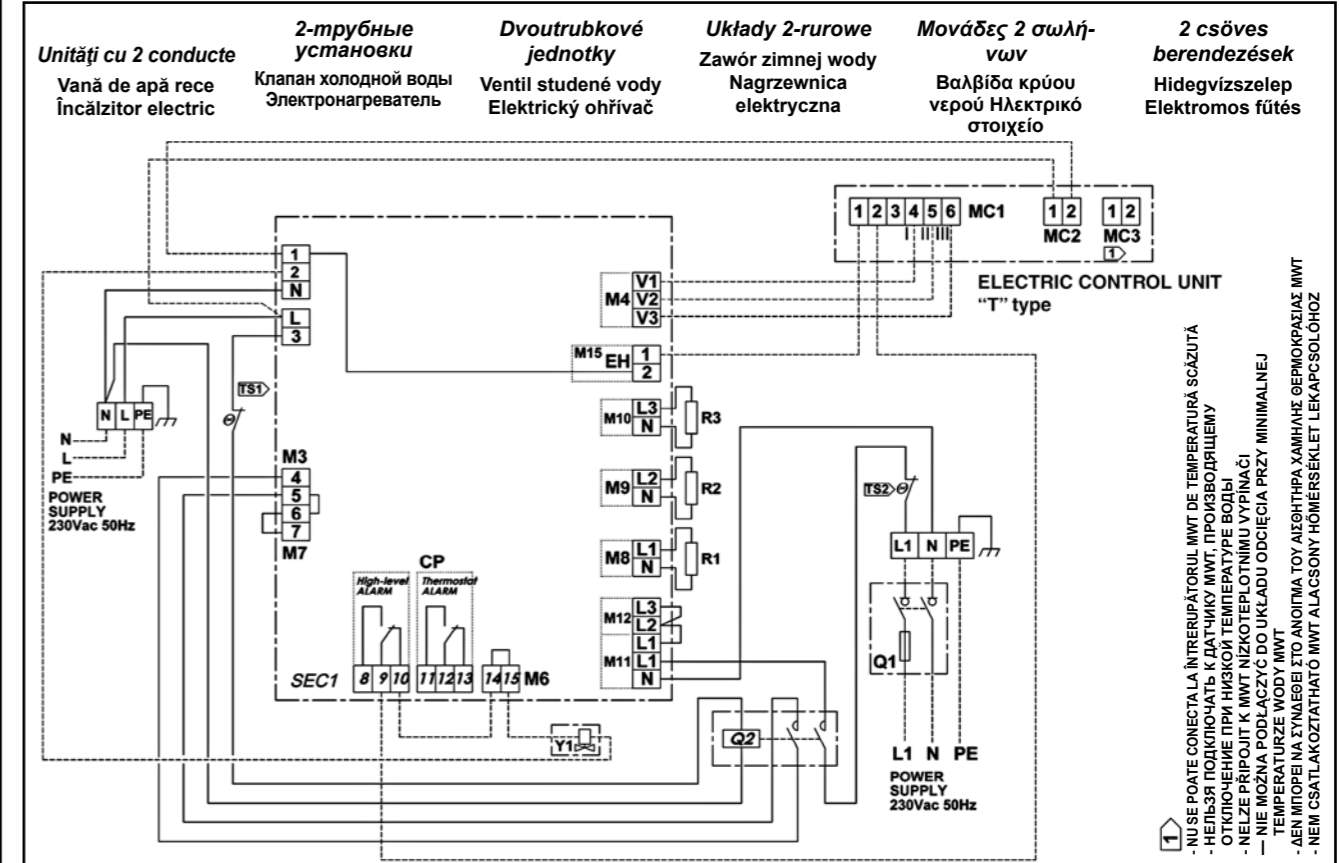 Unități cu 2 conducte
Vană de apă rece
Încălzitor electric
2-трубные
установки
Клапан холодной воды
Электронагреватель
Dvoutrubkové
jednotky
Ventil studené vody
Elektrický ohřívač
Układy 2-rurowe
Zawór zimnej wody
Nagrzewnica
elektryczna
Μονάδες 2 σωλή-
νων
Βαλβίδα κρύου
νερού Ηλεκτρικό
στοιχείο
2 csöves
berendezések
Hidegvízszelep
Elektromos fűtés
1 2 3 4 5 6 MC1
I II III
1 2
MC2
1 2
MC3
1
ELECTRIC CONTROL UNIT
“T” type
1
2
N
L
3
TS1
N L PE
N
L
PE
POWER
SUPPLY
230Vac 50Hz
M3
4
5
6
7
M7
M4
V1
V2
V3
M15 EH
1
2
M10
L3
N
R3
M9
L2
N
R2
M8
L1
N
R1
M12
L3
L2
L1
M11
L1
N
CP
High-level
ALARM
Thermostat
ALARM
SEC1
8 9 10
11 12 13
14 15 M6
Y1
Q2
TS2
L1 N PE
Q1
L1 N PE
POWER
SUPPLY
230Vac 50Hz
1
- NU SE POATE CONECTA LA ÎNTRERUPĂTORUL MWT DE TEMPERATURĂ SCĂZUTĂ
- НЕЛЬЗЯ ПОДКЛЮЧАТЬ К ДАТЧИКУ MWT, ПРОИЗВОДЯЩЕМУ
ОТКЛЮЧЕНИЕ ПРИ НИЗКОЙ ТЕМПЕРАТУРЕ ВОДЫ
- NELZE PŘIPOJIT K MWT NÍZKOTEPLOTNÍMU VYPÍNAČI
— NIE MOŻNA PODŁĄCZYĆ DO UKŁADU ODCIĘCIA PRZY MINIMALNEJ
TEMPERATURZE WODY MWT
- ΔΕΝ ΜΠΟΡΕΙ ΝΑ ΣΥΝΔΕΘΕΙ ΣΤΟ ΑΝΟΙΓΜΑ ΤΟΥ ΑΙΣΘΗΤΗΡΑ ΧΑΜΗΛΗΣ ΘΕΡΜΟΚΡΑΣΙΑΣ MWT
- NEM CSATLAKOZTATHATÓ MWT ALACSONY HŐMÉRSÉKLET LEKAPCSOLÓHOZ